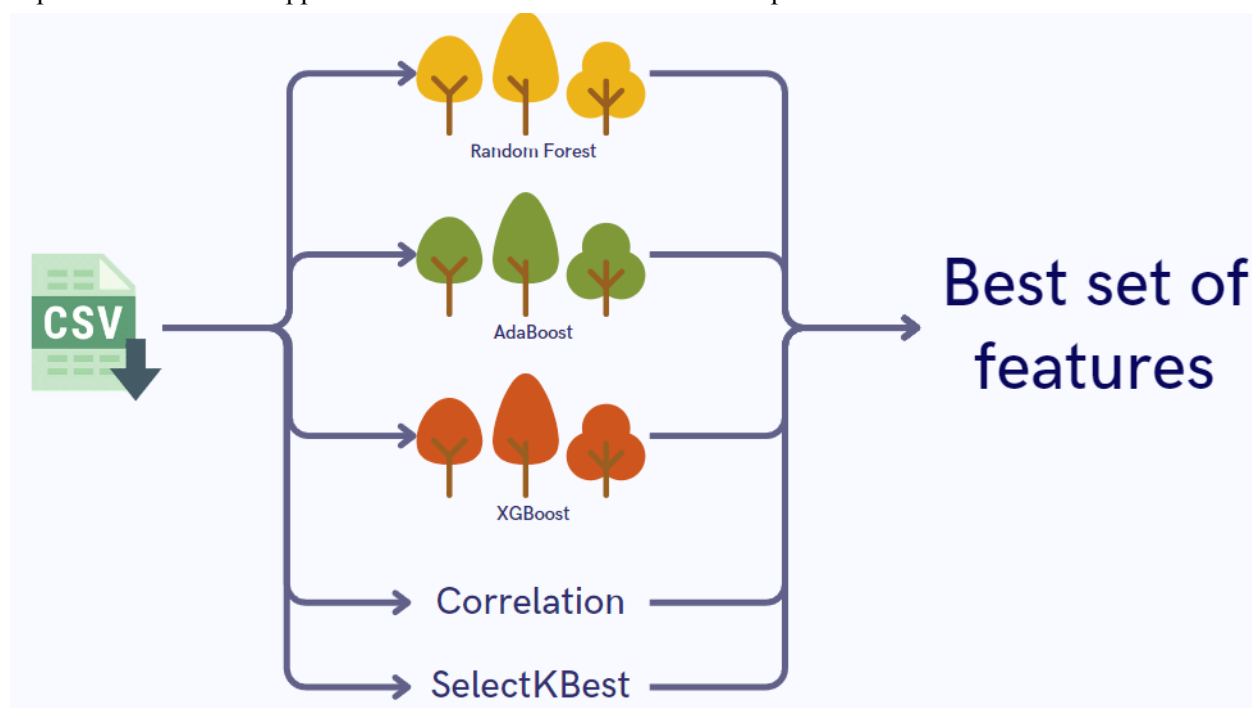 Random Forest
CSV
AdaBoost
Best set of
features
XGBoost
Correlation
SelectKBest